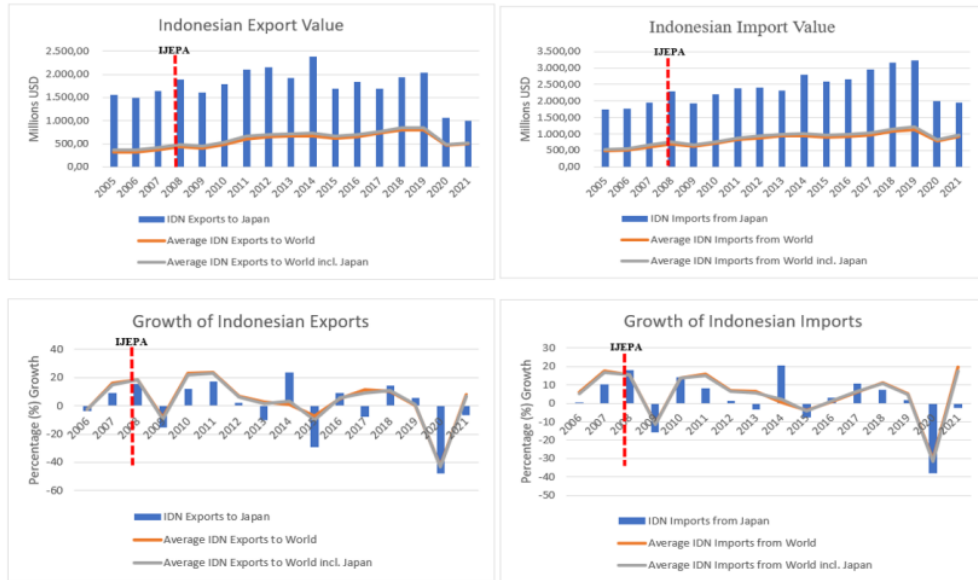 Indonesian Export Value
IJEPA
2.500,00
2.000,00
1.500,00
1.000,00
500,00
0,00
Millions USD
2005 2006 2007 2008 2009 2010 2011 2012 2013 2014 2015 2016 2017 2018 2019 2020 2021
IDN Exports to Japan
Average IDN Exports to World
Average IDN Exports to World incl. Japan
Indonesian Import Value
IJEPA
3.500,00
3.000,00
2.500,00
2.000,00
1.500,00
1.000,00
500,00
0,00
Millions USD
2005 2006 2007 2008 2009 2010 2011 2012 2013 2014 2015 2016 2017 2018 2019 2020 2021
IDN Imports from Japan
Average IDN Imports from World
Average IDN Imports from World incl. Japan
Growth of Indonesian Exports
IJEPA
40
20
0
-20
-40
-60
Percentage (%) Growth
2006 2007 2008 2009 2010 2011 2012 2013 2014 2015 2016 2017 2018 2019 2020 2021
IDN Exports to Japan
Average IDN Exports to World
Average IDN Exports to World incl. Japan
Growth of Indonesian Imports
IJEPA
30
20
10
0
-10
-20
-30
-40
-50
Percentage (%) Growth
2006 2007 2008 2009 2010 2011 2012 2013 2014 2015 2016 2017 2018 2019 2020 2021
IDN Imports from Japan
Average IDN Imports from World
Average IDN Imports from World incl. Japan